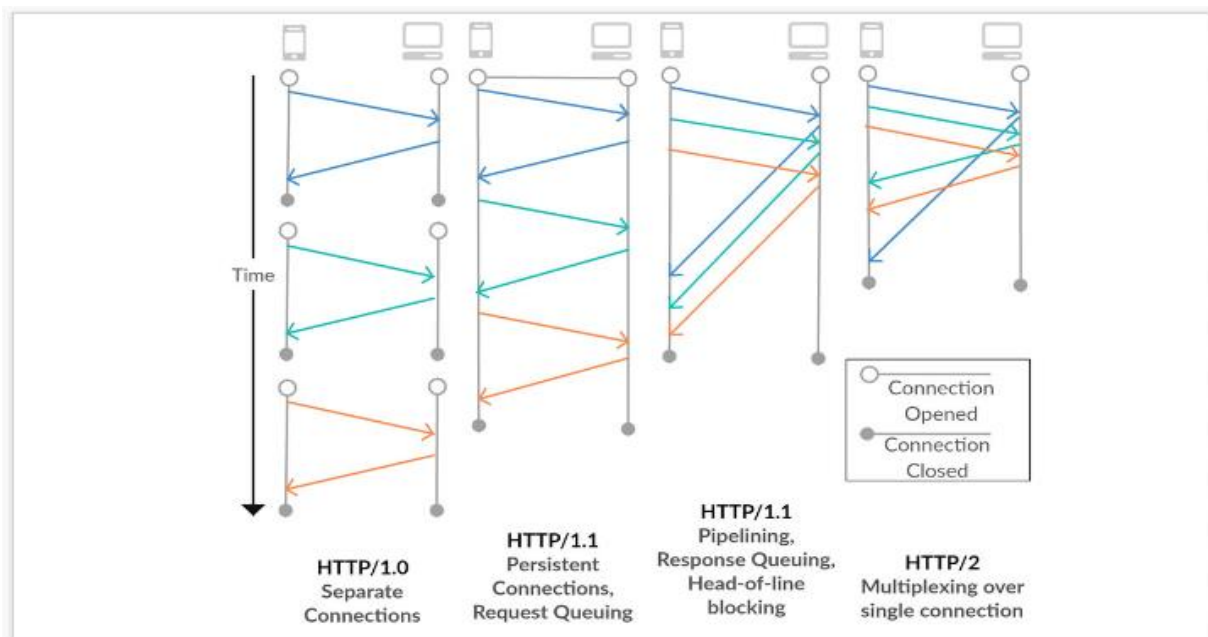 Time
Connection
Opened
Connection
Closed
HTTP/1.0
Separate
Connections
HTTP/1.1
Persistent
Connections,
Request Queuing
HTTP/1.1
Pipelining,
Response Queuing,
Head-of-line
blocking
HTTP/2
Multiplexing over
single connection